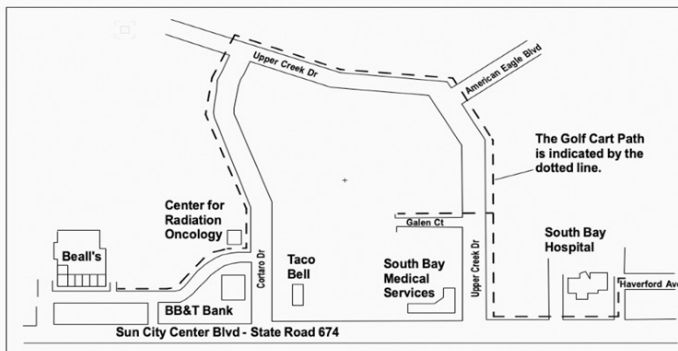 Upper Creek Dr
American Eagle Blvd
The Golf Cart Path
is indicated by the
dotted line.
Center for
Radiation
Oncology
Galen Ct
South Bay
Hospital
Beall's
Cortaro Dr
Taco
Bell
South Bay
Medical
Services
Upper Creek Dr
Haverford Ave
BB&T Bank
Sun City Center Blvd - State Road 674